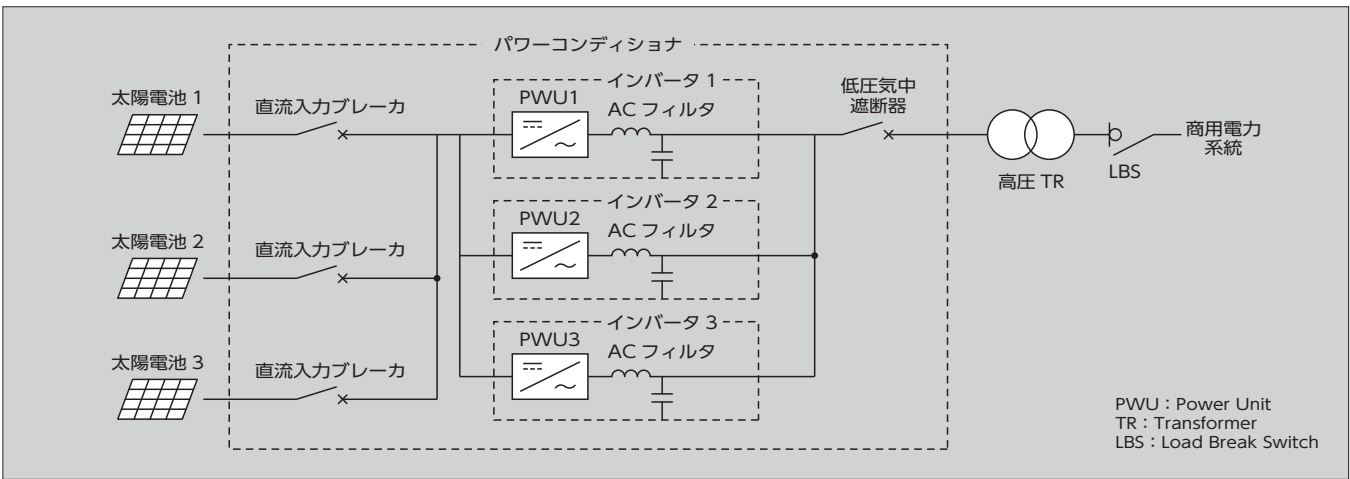 パワーコンディショナ
太陽電池 1
直流入力ブレーカ
インバータ 1
PWU1
AC フィルタ
低圧気中
遮断器
高圧 TR
LBS
商用電力
系統
太陽電池 2
直流入力ブレーカ
インバータ 2
PWU2
AC フィルタ
太陽電池 3
直流入力ブレーカ
インバータ 3
PWU3
AC フィルタ
PWU：Power Unit
TR：Transformer
LBS：Load Break Switch